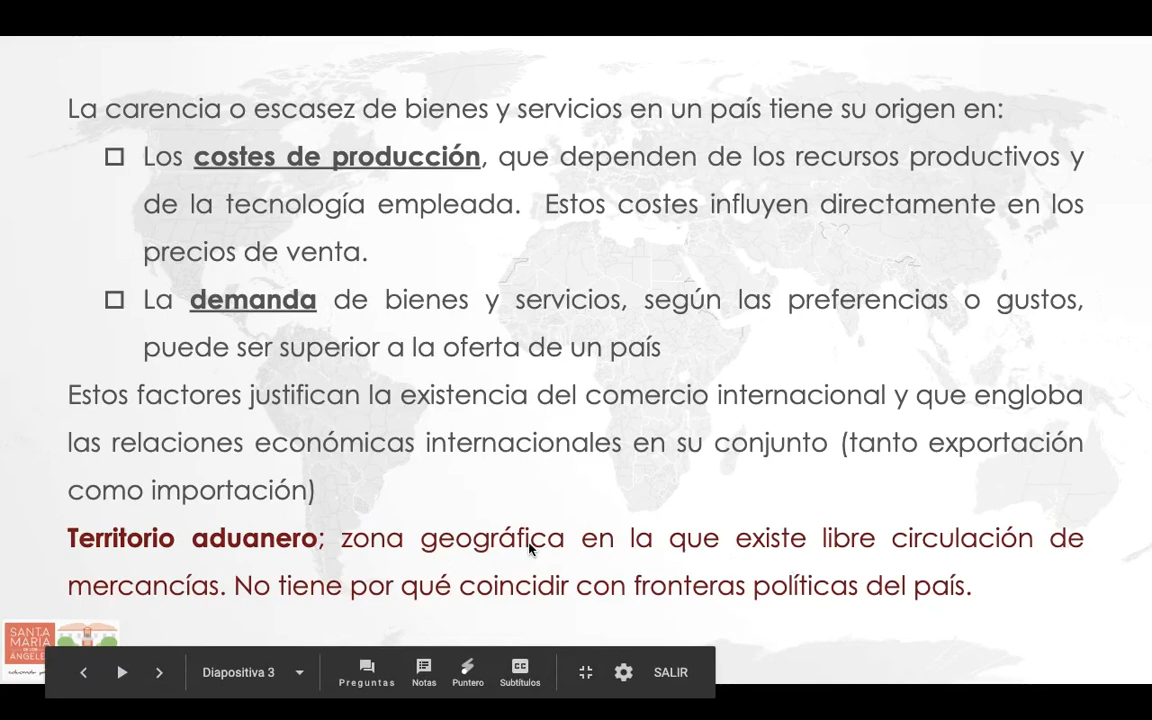 La carencia o escasez de bienes y servicios en un país tiene su origen en:
Los costes de producción, que dependen de los recursos productivos y
de la tecnología empleada. Estos costes influyen directamente en los
precios de venta.
La demanda de bienes y servicios, según las preferencias o gustos,
puede ser superior a la oferta de un país
Estos factores justifican la existencia del comercio internacional y que engloba
las relaciones económicas internacionales en su conjunto (tanto exportación
como importación)
Territorio aduanero; zona geográfica en la que existe libre circulación de
mercancías. No tiene por qué coincidir con fronteras políticas del país.
SANTA
MARIA
DE LOS
ÁNGELES
Diapositiva 3
Preguntas
Notas
Puntero
CC
Subtítulos
SALIR